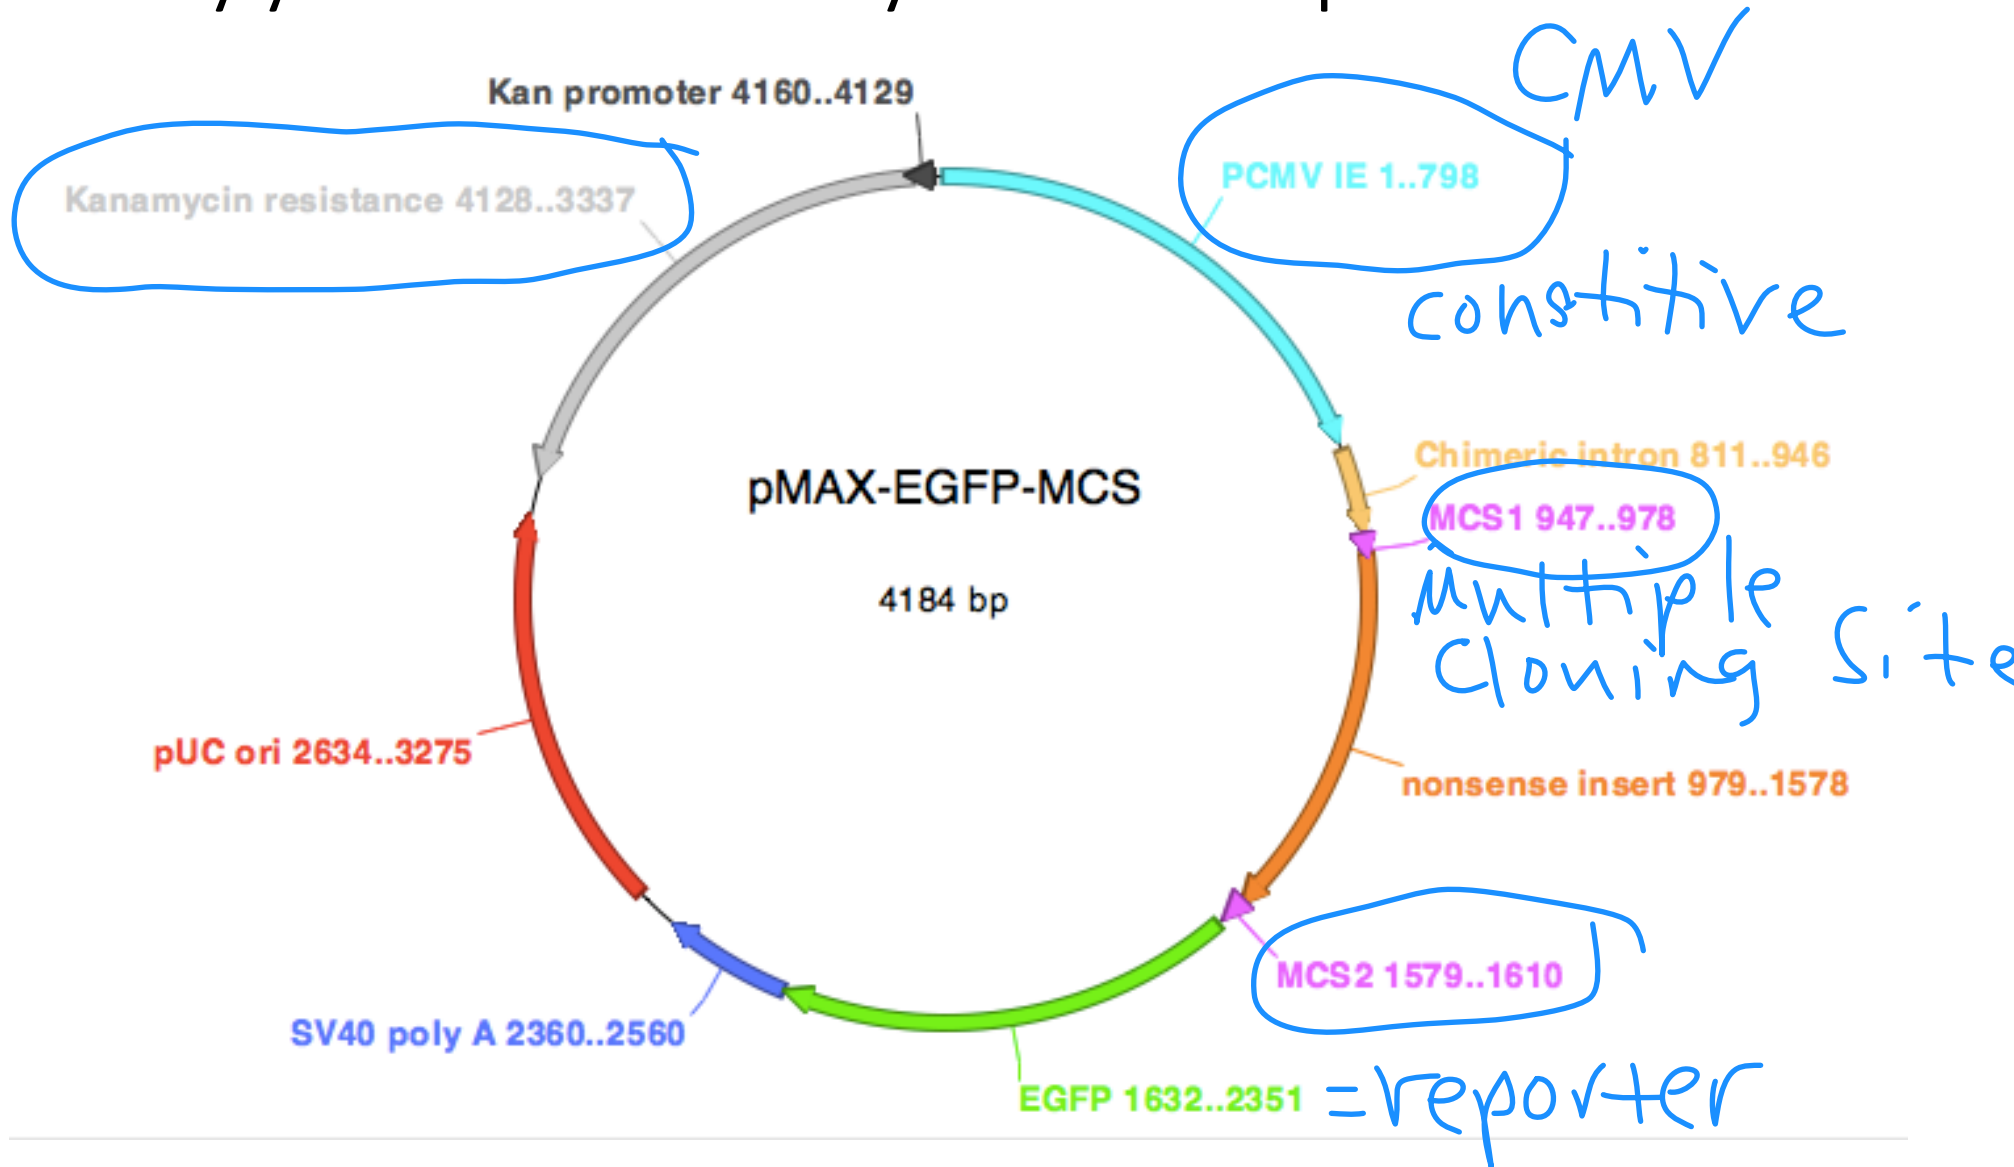 CMV
Kan promoter 4160..4129
PCMV IE 1..798
Kanamycin resistance 4128..3337
constitive
Chimeric intron 811..946
pMAX-EGFP-MCS
MCS1 947..978
Multiple
4184 bp
Cloning Site
pUC ori 2634..3275
nonsense insert 979..1578
MCS2 1579..1610
SV40 poly A 2360..2560
EGFP 1632..2351 =reporter